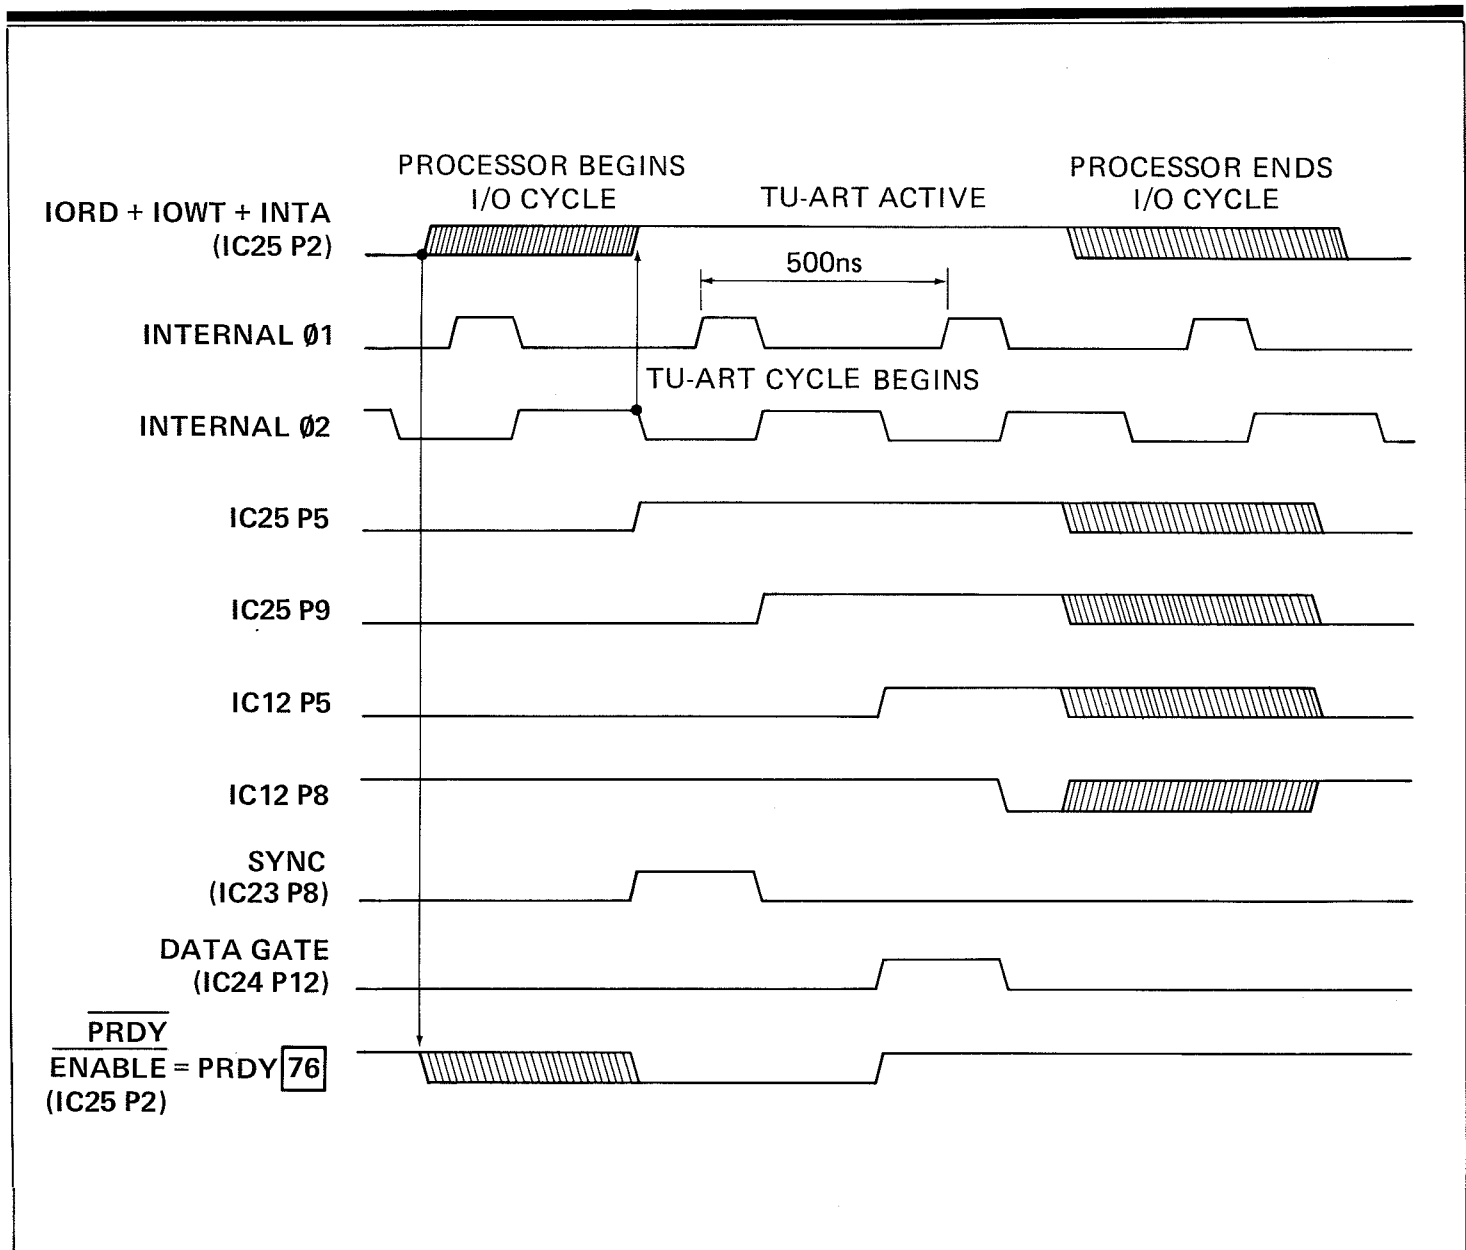 PROCESSOR BEGINS
I/O CYCLE
TU-ART ACTIVE
PROCESSOR ENDS
I/O CYCLE
IORD + IOWT + INTA
(IC25 P2)
500ns
INTERNAL Ø1
TU-ART CYCLE BEGINS
INTERNAL Ø2
IC25 P5
IC25 P9
IC12 P5
IC12 P8
SYNC
(IC23 P8)
DATA GATE
(IC24 P12)
PRDY
ENABLE = PRDY 76
(IC25 P2)